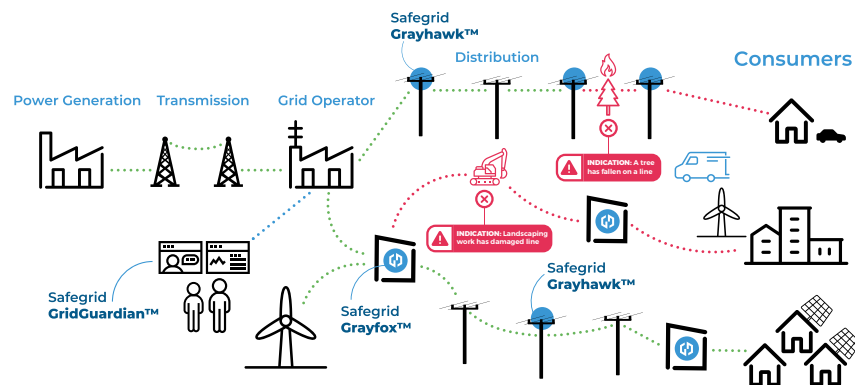 Safegrid
Grayhawk™
Distribution
Consumers
Power Generation
Transmission
Grid Operator
INDICATION: A tree
has fallen on a line
INDICATION: Landscaping
work has damaged line
Safegrid
GridGuardian™
Safegrid
Grayfox™
Safegrid
Grayhawk™